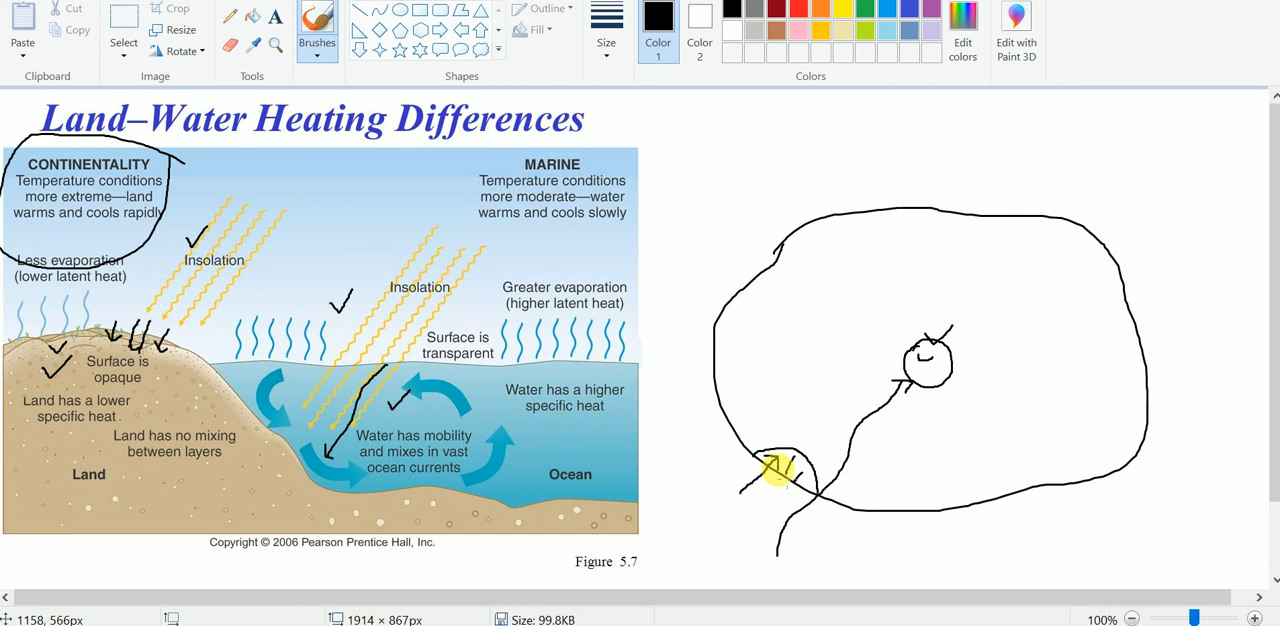 Cut
Crop
Outline
Paste
Copy
Select
Resize
Rotate
Fill
Brushes
Size
Color
1
Color
2
Edit
colors
Edit with
Paint 3D
Clipboard
Image
Tools
Shapes
Colors
Land–Water Heating Differences
CONTINENTALITY
Temperature conditions
more extreme—land
warms and cools rapidly
Less evaporation
(lower latent heat)
Insolation
MARINE
Temperature conditions
more moderate—water
warms and cools slowly
Insolation
Greater evaporation
(higher latent heat)
Surface is
transparent
Surface is
opaque
Land has a lower
specific heat
Land has no mixing
between layers
Land
Water has mobility
and mixes in vast
ocean currents
Water has a higher
specific heat
Ocean
Copyright © 2006 Pearson Prentice Hall, Inc.
Figure 5.7
1158, 566px
1914 × 867px
Size: 99.8KB
100%